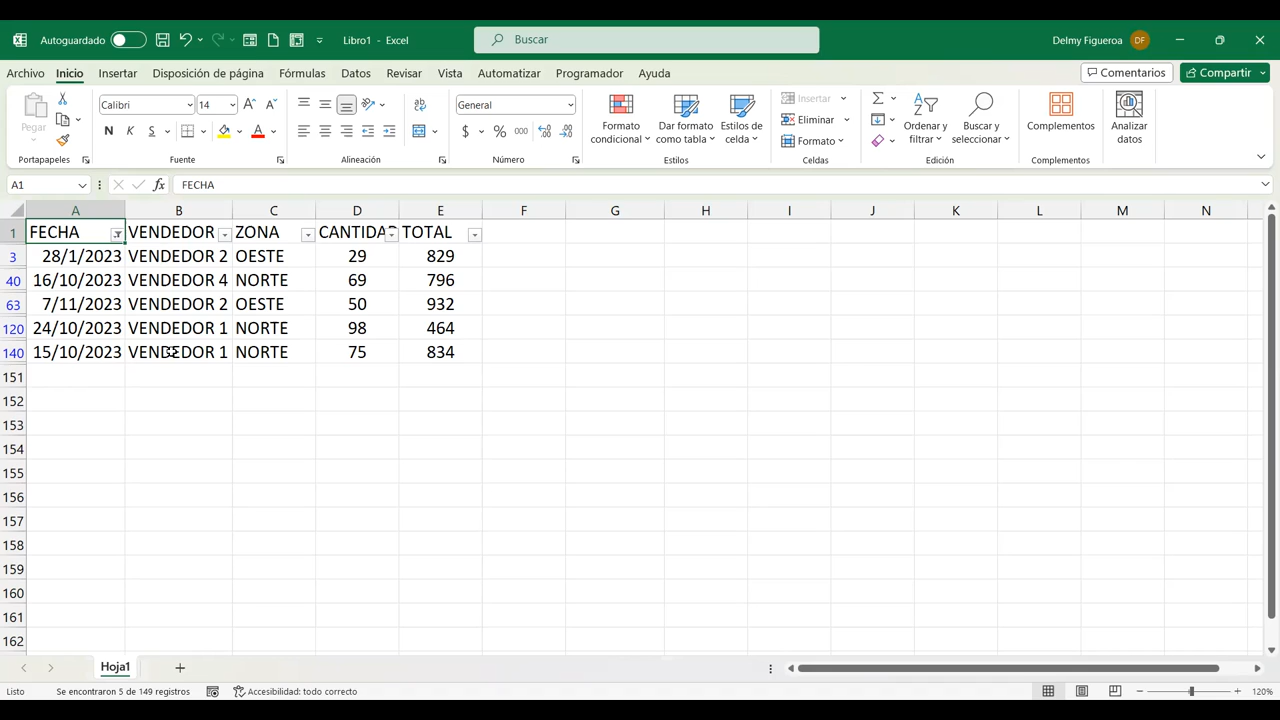 Autoguardado Libro1 - Excel Buscar Delmy Figueroa DF
Archivo Inicio Insertar Disposición de página Fórmulas Datos Revisar Vista Automatizar Programador Ayuda Comentarios Compartir
Pegar Calibri 14 General Formato condicional Dar formato como tabla Estilos de celda Insertar Eliminar Formato Ordenar y filtrar Buscar y seleccionar Complementos Analizar datos
N K S $ % 000
Portapapeles Fuente Alineación Número Estilos Celdas Edición Complementos
A1 fx FECHA
A B C D E F G H I J K L M N
1 FECHA VENDEDOR ZONA CANTIDAD TOTAL
3 28/1/2023 VENDEDOR 2 OESTE 29 829
40 16/10/2023 VENDEDOR 4 NORTE 69 796
63 7/11/2023 VENDEDOR 2 OESTE 50 932
120 24/10/2023 VENDEDOR 1 NORTE 98 464
140 15/10/2023 VENDEDOR 1 NORTE 75 834
151
152
153
154
155
156
157
158
159
160
161
162
Hoja1
Listo Se encontraron 5 de 149 registros Accesibilidad: todo correcto 120%